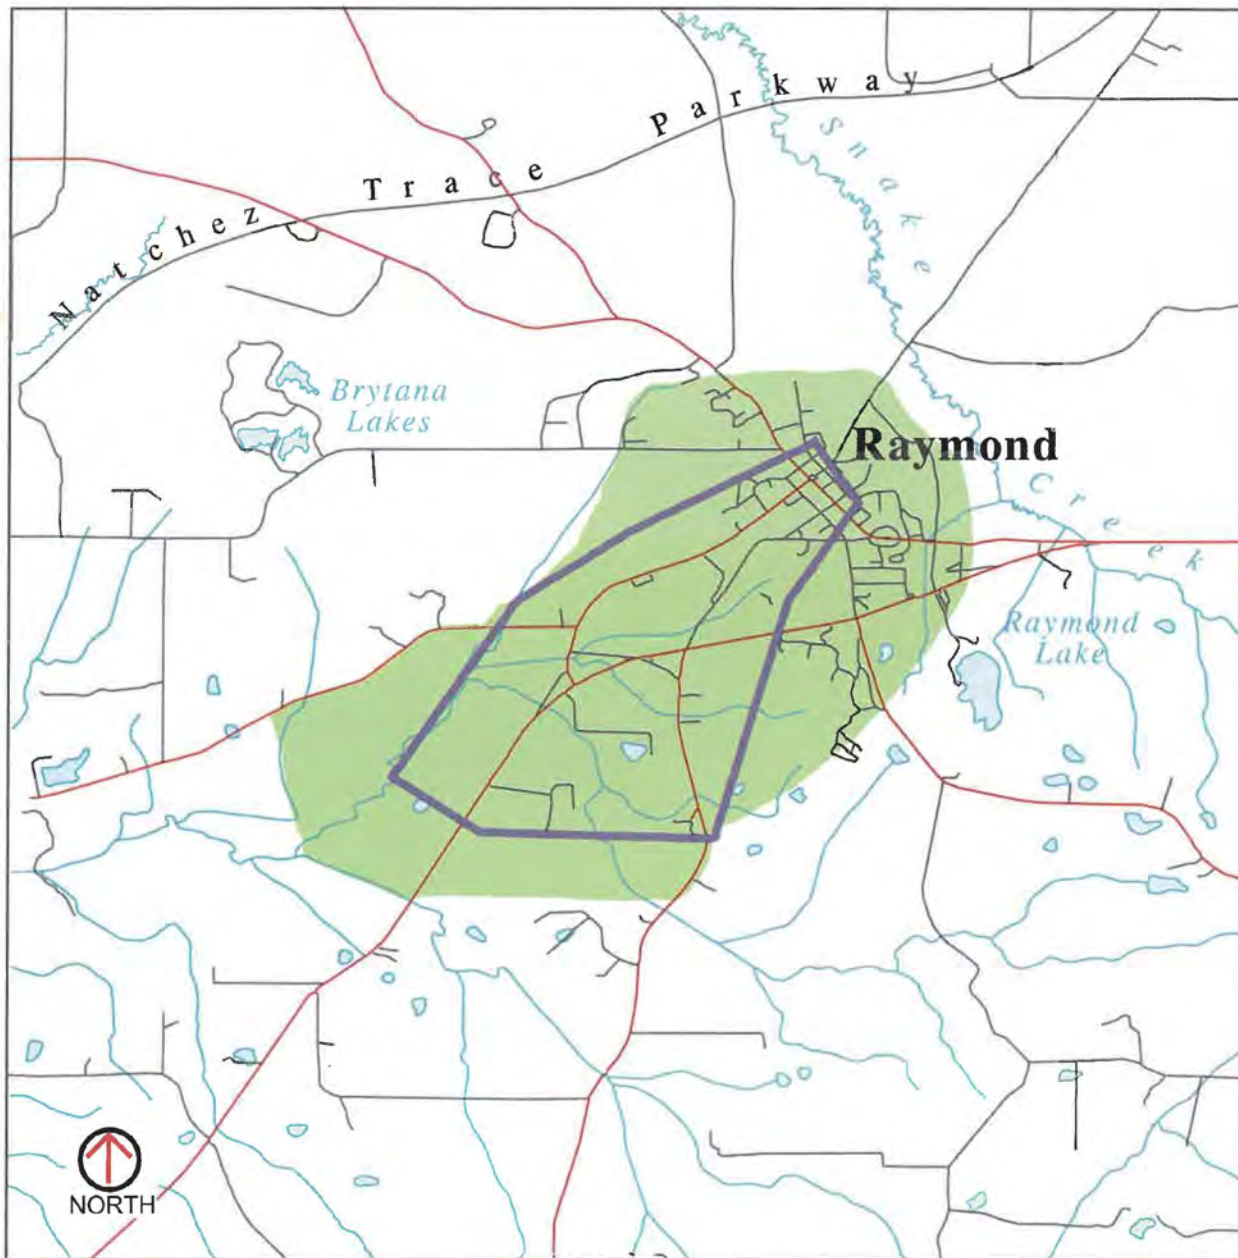 Natchez Trace Parkway
Snake Creek
Brytana
Lakes
Raymond
Raymond
Lake
NORTH